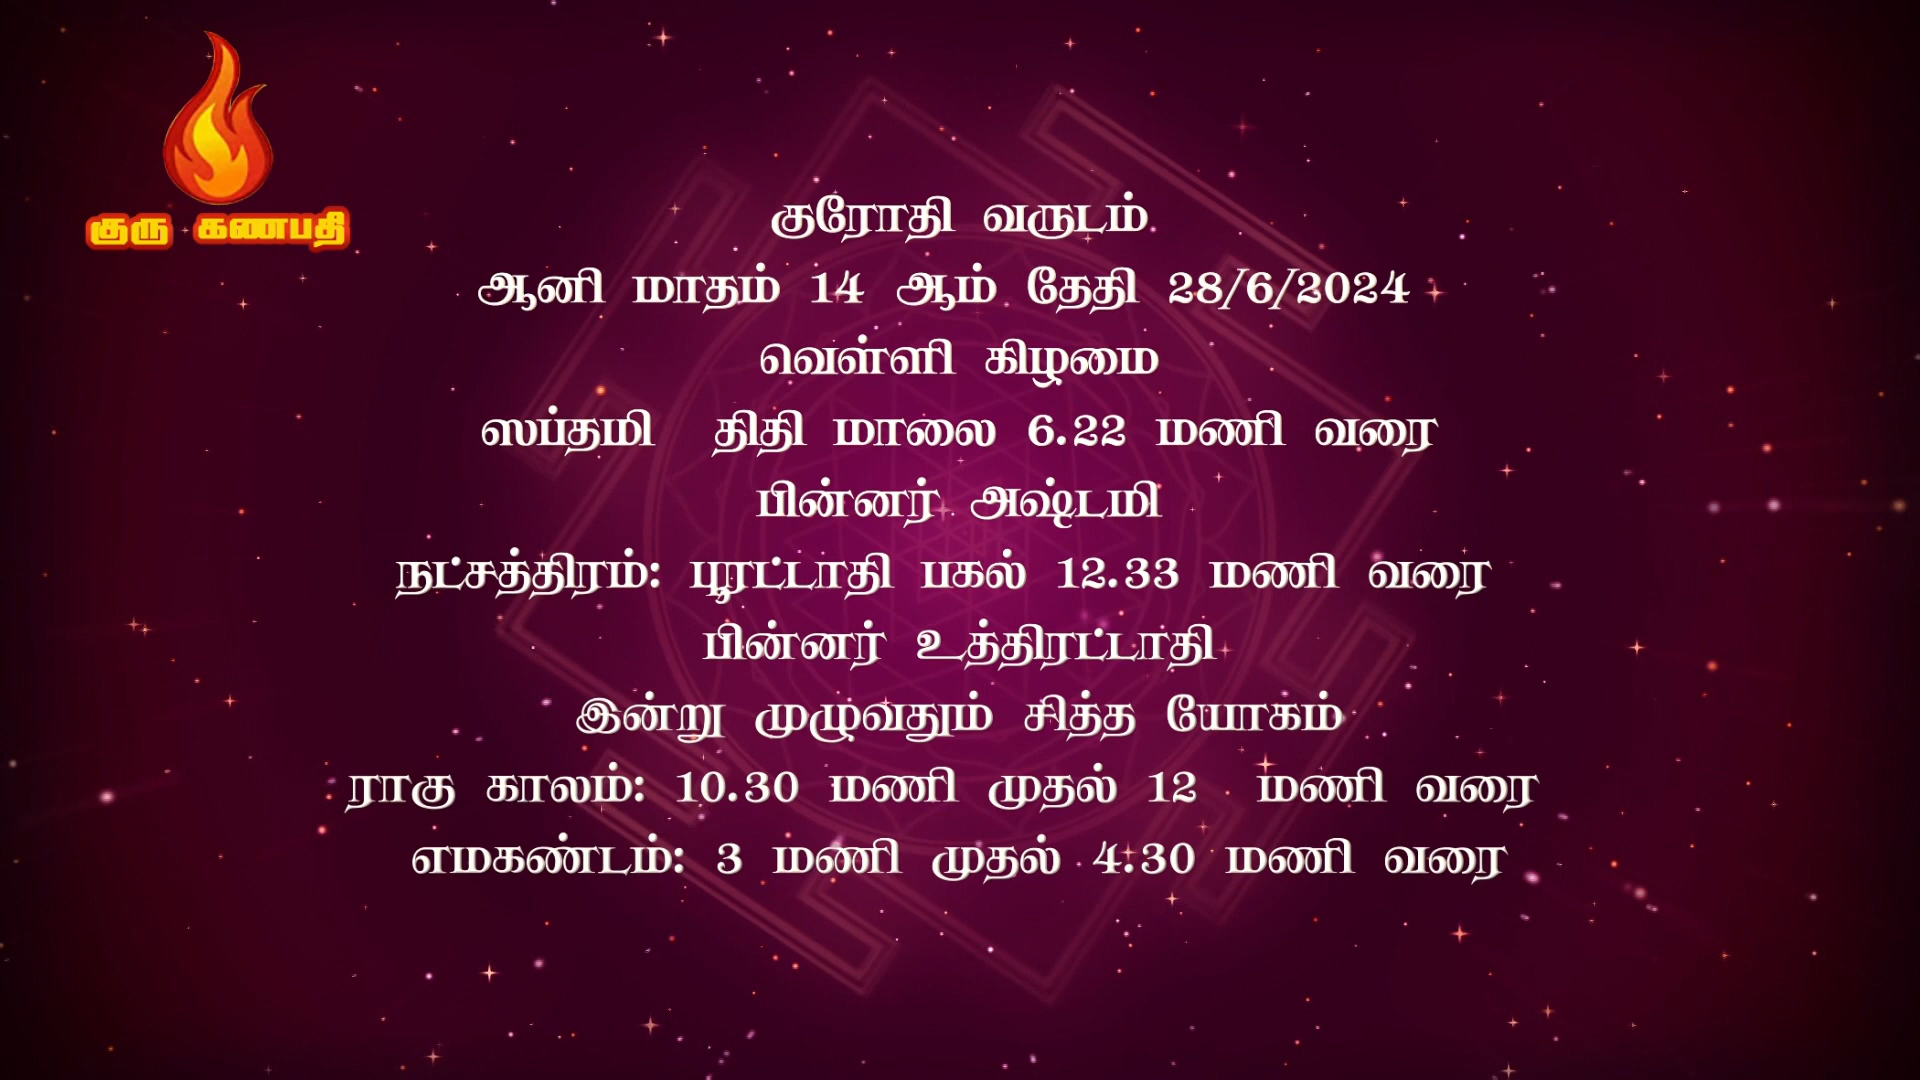 குரு கணபதி
குரோதி வருடம்
ஆனி மாதம் 14 ஆம் தேதி 28/6/2024
வெள்ளி கிழமை
ஸப்தமி திதி மாலை 6.22 மணி வரை
பின்னர் அஷ்டமி
நட்சத்திரம்: பூரட்டாதி பகல் 12.33 மணி வரை
பின்னர் உத்திரட்டாதி
இன்று முழுவதும் சித்த யோகம்
ராகு காலம்: 10.30 மணி முதல் 12 மணி வரை
எமகண்டம்: 3 மணி முதல் 4.30 மணி வரை